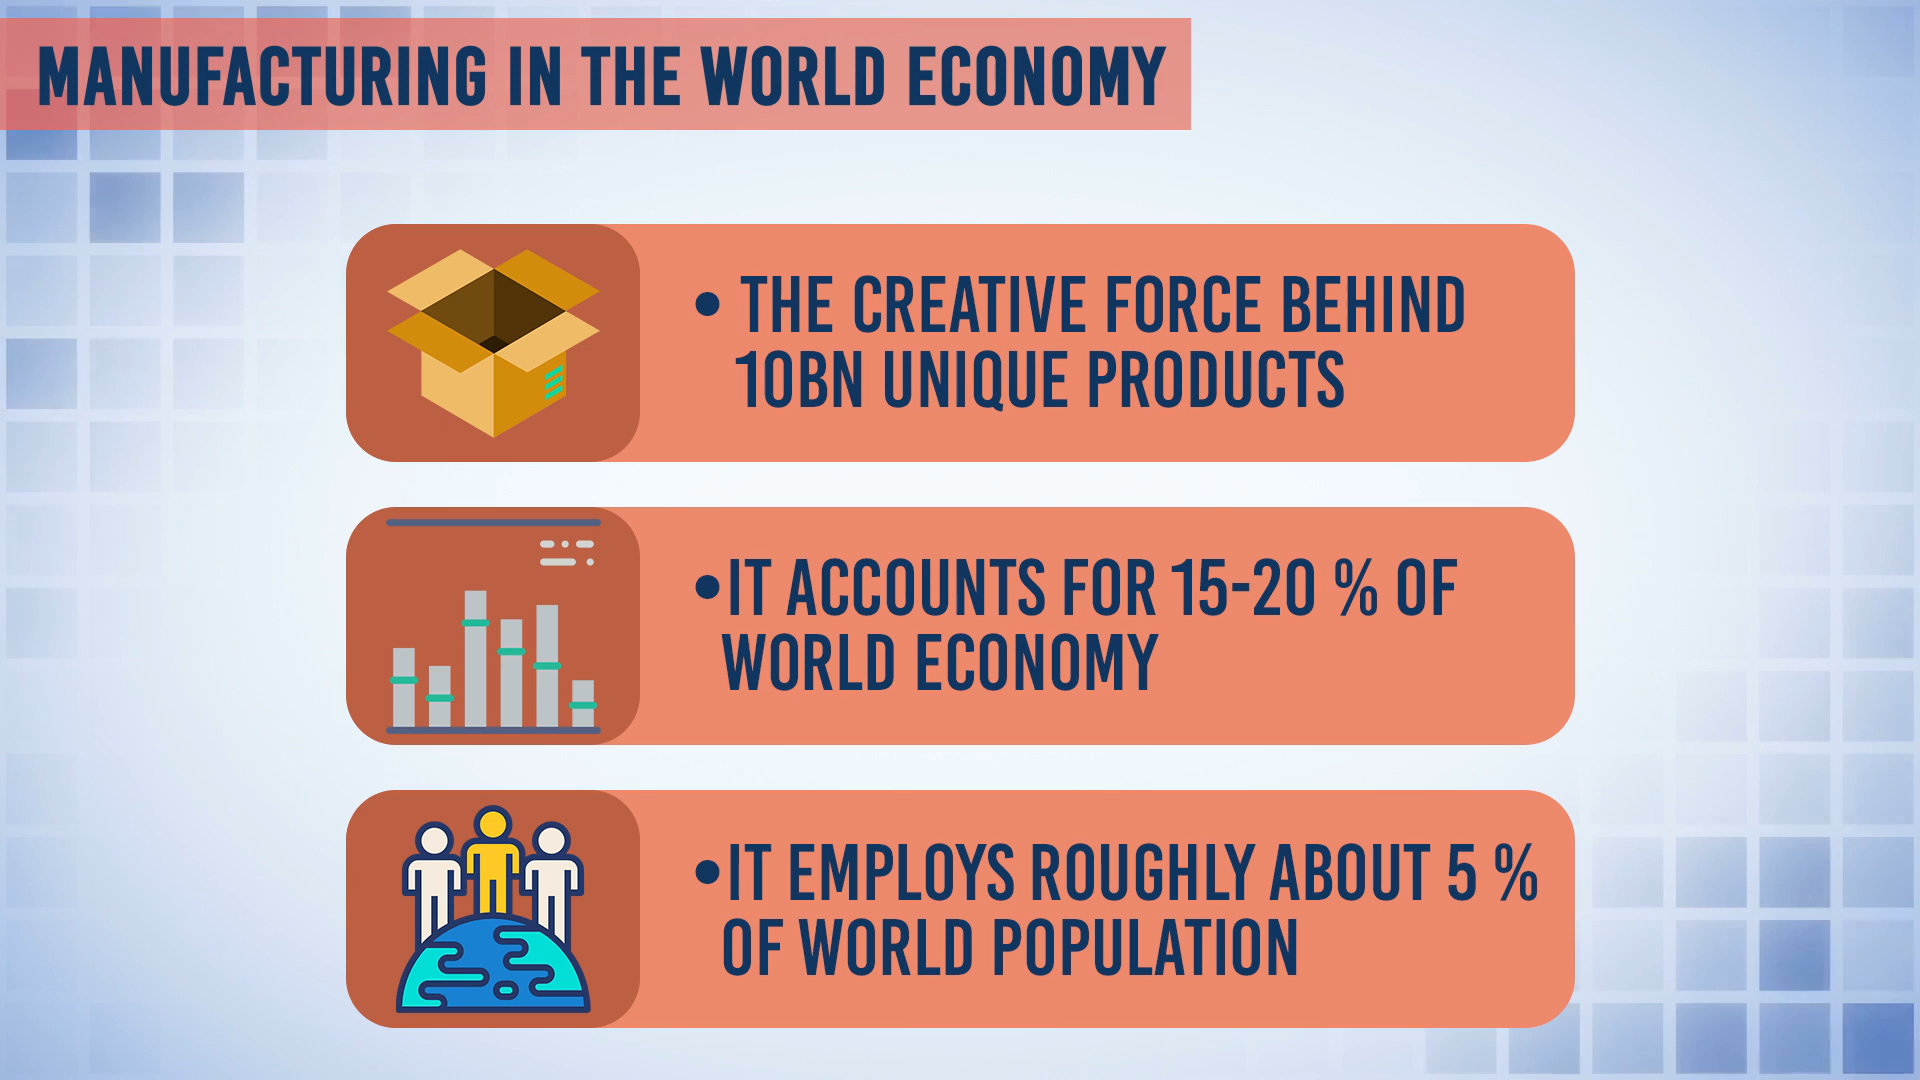 MANUFACTURING IN THE WORLD ECONOMY
• THE CREATIVE FORCE BEHIND
10BN UNIQUE PRODUCTS
•IT ACCOUNTS FOR 15-20 % OF
WORLD ECONOMY
•IT EMPLOYS ROUGHLY ABOUT 5 %
OF WORLD POPULATION